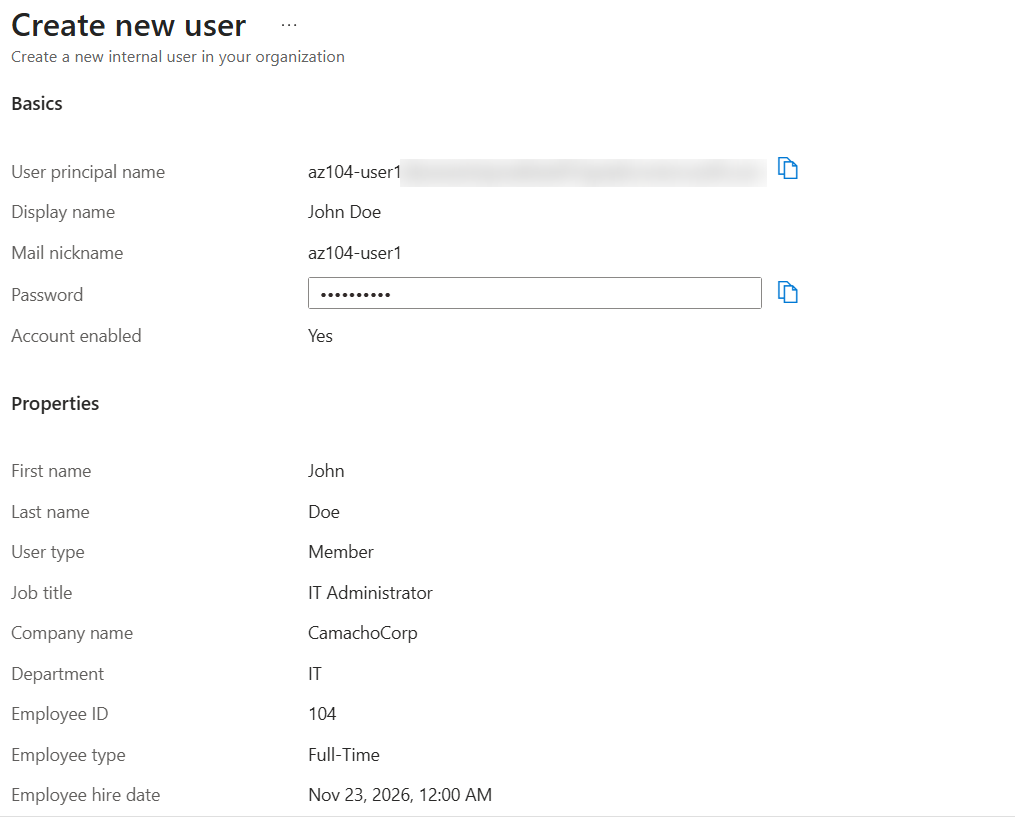 Create new user ...
Create a new internal user in your organization
Basics
User principal name az104-user1
Display name John Doe
Mail nickname az104-user1
Password ••••••••••
Account enabled Yes
Properties
First name John
Last name Doe
User type Member
Job title IT Administrator
Company name CamachoCorp
Department IT
Employee ID 104
Employee type Full-Time
Employee hire date Nov 23, 2026, 12:00 AM